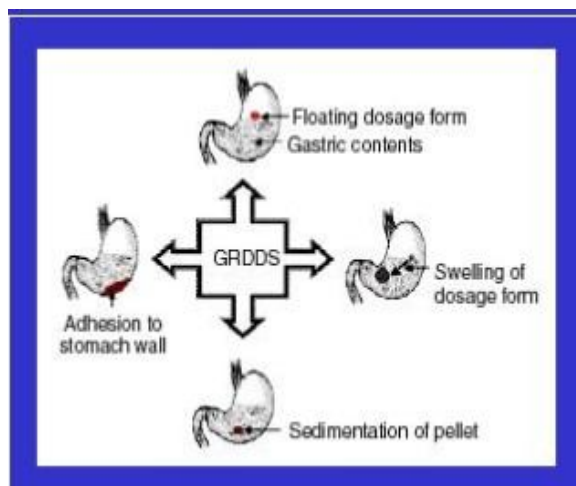 Floating dosage form
Gastric contents
GRDDS
Swelling of
dosage form
Adhesion to
stomach wall
Sedimentation of pellet